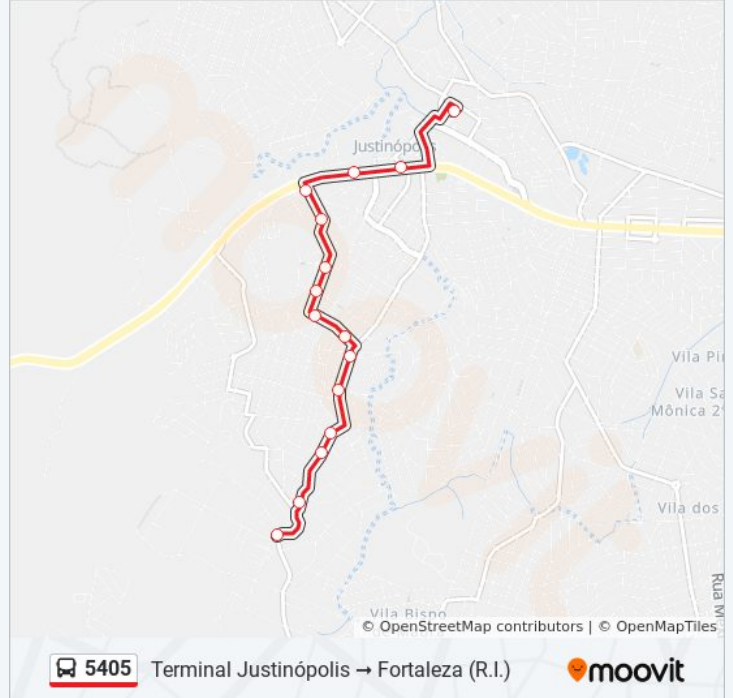 Justinópolis
Vila Pi
Vila Sa
Mônica 2ª
Vila dos
Rua M
Vila Bispo
© OpenStreetMap contributors | © OpenMapTiles
5405 Terminal Justinópolis → Fortaleza (R.I.) moovit